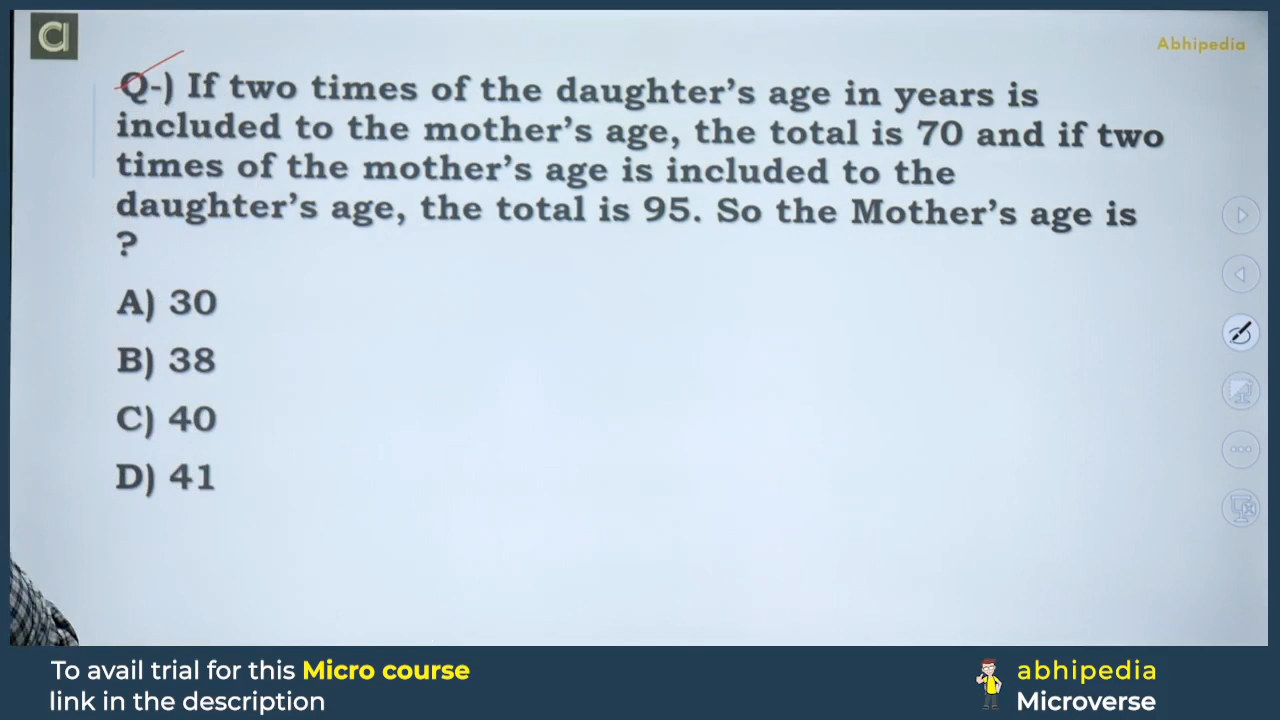 Abhipedia
Q-) If two times of the daughter's age in years is
included to the mother's age, the total is 70 and if two
times of the mother's age is included to the
daughter's age, the total is 95. So the Mother's age is
?
A) 30
B) 38
C) 40
D) 41
To avail trial for this Micro course
link in the description
abhipedia
Microverse